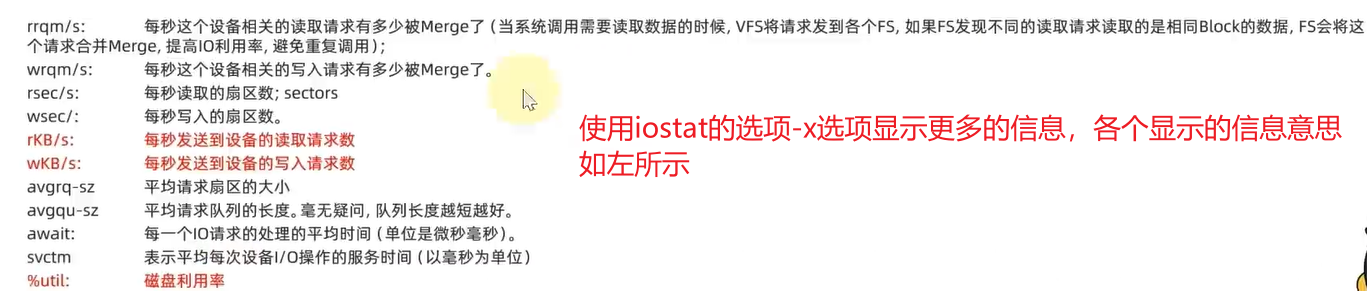 rrqm/s: 每秒这个设备相关的读取请求有多少被Merge了（当系统调用需要读取数据的时候，VFS将请求发到各个FS，如果FS发现不同的读取请求读取的是相同Block的数据，FS会将这
个请求合并Merge，提高IO利用率，避免重复调用）；
wrqm/s: 每秒这个设备相关的写入请求有多少被Merge了。
rsec/s: 每秒读取的扇区数；sectors
wsec/: 每秒写入的扇区数。
rKB/s: 每秒发送到设备的读取请求数
wKB/s: 每秒发送到设备的写入请求数
avgrq-sz 平均请求扇区的大小
avgqu-sz 平均请求队列的长度。毫无疑问，队列长度越短越好。
await: 每一个IO请求的处理的平均时间（单位是微秒毫秒）。
svctm 表示平均每次设备I/O操作的服务时间（以毫秒为单位）
%util: 磁盘利用率
使用iostat的选项-x选项显示更多的信息，各个显示的信息意思
如左所示